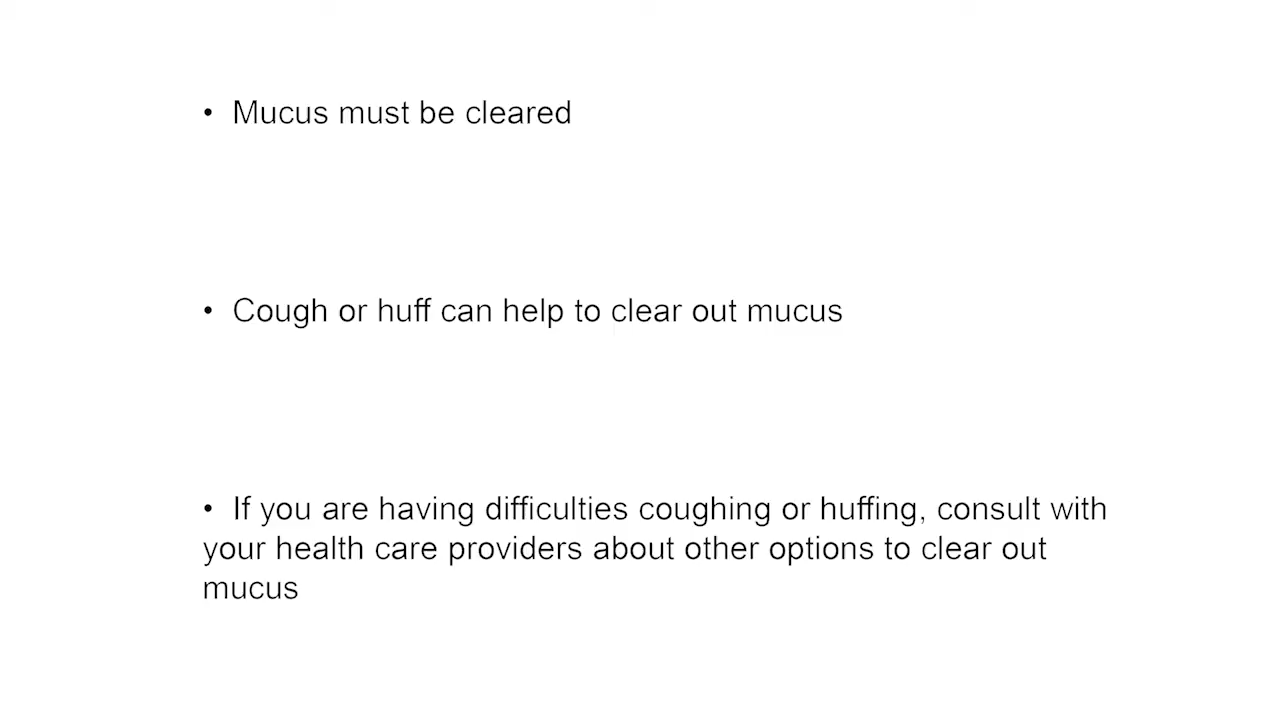 • Mucus must be cleared
• Cough or huff can help to clear out mucus
• If you are having difficulties coughing or huffing, consult with
your health care providers about other options to clear out
mucus